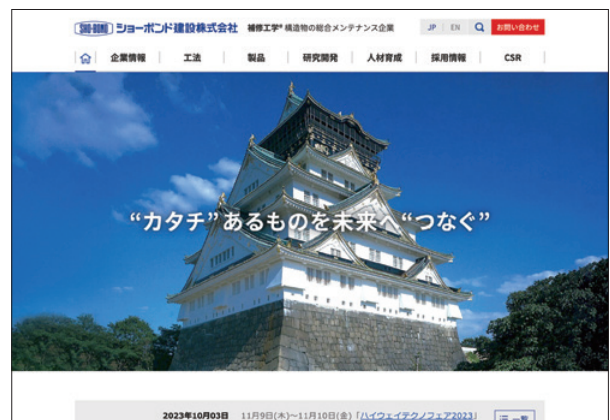 SHO-BOND ショーボンド建設株式会社 補修工学® 構造物の総合メンテナンス企業 JP EN お問い合わせ
企業情報 工法 製品 研究開発 人材育成 採用情報 CSR
“カタチ”あるものを未来へ“つなぐ”
2023年10月03日 11月9日(木)~11月10日(金)「ハイウェイテクノフェア2023」 一覧